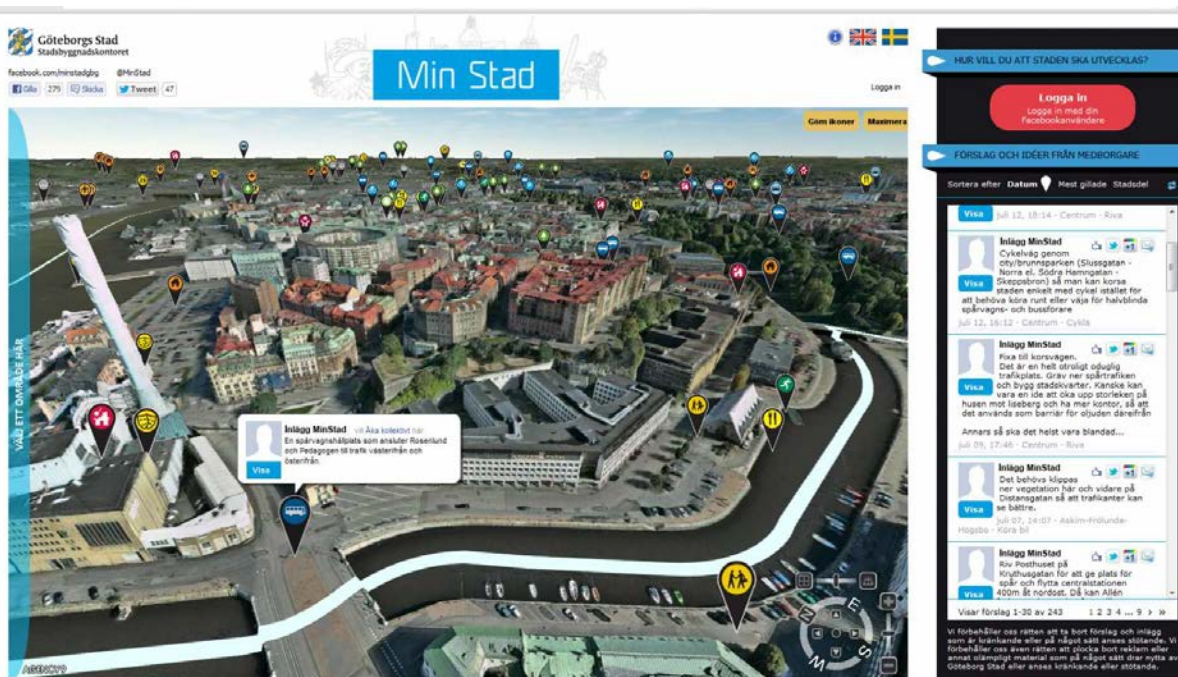 Göteborgs Stad
Stadsbyggnadskontoret
facebook.com/minstadgbg @MinStad
Gilla 279 Skicka Tweet 47
Min Stad
Logga in
Göm ikoner Maximera
VÄLJ ETT OMRÅDE HÄR
Inlägg MinStad vill Åka kollektivt här
En spårvagnshållplats som ansluter Rosenlund
och Pedagogen till trafik västerifrån och
österifrån.
Visa
N E S W
AGENCY9
HUR VILL DU ATT STADEN SKA UTVECKLAS?
Logga in
Logga in med din
Facebookanvändare
FÖRSLAG OCH IDÉER FRÅN MEDBORGARE
Sortera efter Datum Mest gillade Stadsdel
Visa juli 12, 18:14 - Centrum - Riva
Inlägg MinStad
Cykelväg genom
city/brunnsparken (Slussgatan -
Norra el. Södra Hamngatan -
Visa Skeppsbron) så man kan korsa
staden enkelt med cykel istället för
att behöva köra runt eller väja för halvblinda
spårvagns- och bussförare
juli 12, 16:12 - Centrum - Cykla
Inlägg MinStad
Fixa till korsvägen.
Det är en helt otroligt oduglig
trafikplats. Gräv ner spårtrafiken
Visa och bygg stadskvarter. Kanske kan
vara en ide att öka upp storleken på
husen mot liseberg och ha mer kontor, så att
det används som barriär för oljuden däreifrån
Annars så ska det helst vara blandad...
juli 09, 17:46 - Centrum - Riva
Inlägg MinStad
Det behövs klippas
ner vegetation här och vidare på
Distansgatan så att trafikanter kan
Visa se bättre.
juli 07, 14:07 - Askim-Frölunda-
Högsbo - Köra bil
Inlägg MinStad
Riv Posthuset på
Kruthusgatan för att ge plats för
spår och flytta centralstationen
Visa 400m åt nordost. Då kan Allén
Visar förslag 1-30 av 243 1 2 3 4 ... 9 > »
Vi förbehåller oss rätten att ta bort förslag och inlägg
som är kränkande eller på något sätt anses stötande. Vi
förbehåller oss även rätten att plocka bort reklam eller
annat olämpligt material som på något sätt drar nytta av
Göteborg Stad eller anses kränkande eller stötande.